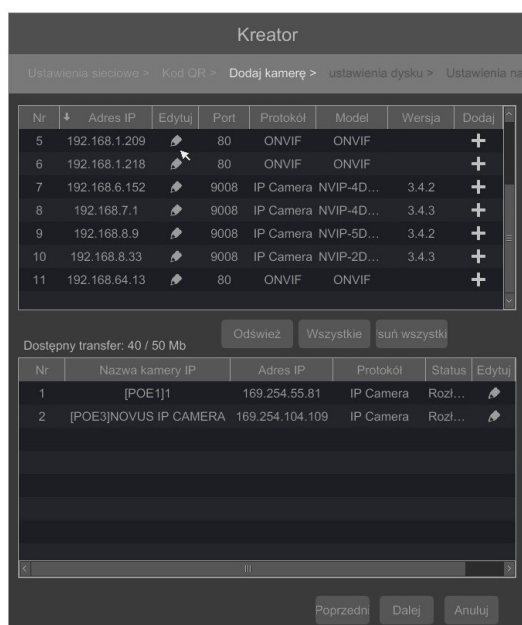 Kreator
Ustawienia sieciowe > Kod QR > Dodaj kamerę > ustawienia dysku > Ustawienia na
Nr Adres IP Edytuj Port Protokół Model Wersja Dodaj
5 192.168.1.209 80 ONVIF ONVIF
6 192.168.1.218 80 ONVIF ONVIF
7 192.168.6.152 9008 IP Camera NVIP-4D... 3.4.2
8 192.168.7.1 9008 IP Camera NVIP-4D... 3.4.3
9 192.168.8.9 9008 IP Camera NVIP-5D... 3.4.2
10 192.168.8.33 9008 IP Camera NVIP-2D... 3.4.3
11 192.168.64.13 80 ONVIF ONVIF
Odśwież Wszystkie suń wszystki
Dostępny transfer: 40 / 50 Mb
Nr Nazwa kamery IP Adres IP Protokół Status Edytuj
1 [POE1]1 169.254.55.81 IP Camera Rozł...
2 [POE3]NOVUS IP CAMERA 169.254.104.109 IP Camera Rozł...
Poprzedni Dalej Anuluj